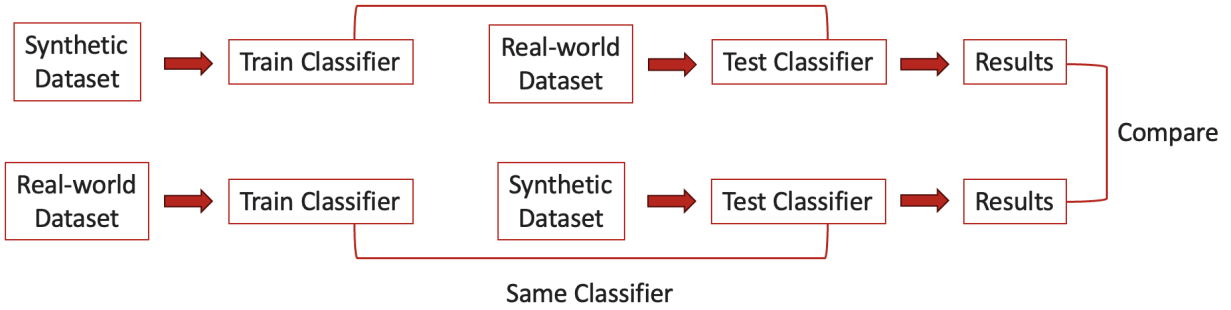 Synthetic
Dataset
Train Classifier
Real-world
Dataset
Test Classifier
Results
Compare
Real-world
Dataset
Train Classifier
Synthetic
Dataset
Test Classifier
Results
Same Classifier